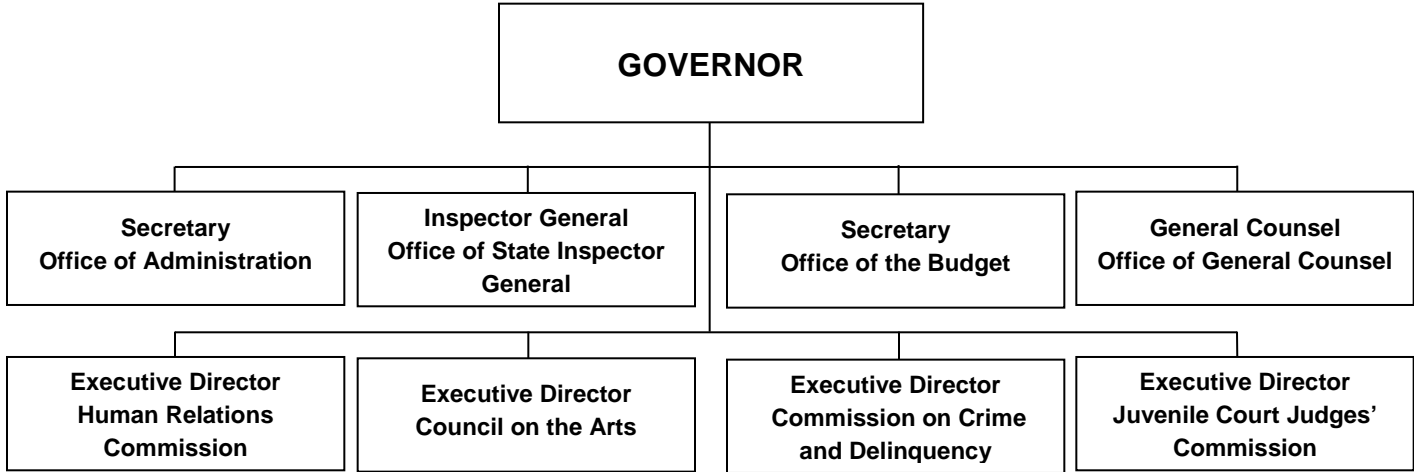 GOVERNOR
Secretary
Office of Administration
Inspector General
Office of State Inspector
General
Secretary
Office of the Budget
General Counsel
Office of General Counsel
Executive Director
Human Relations
Commission
Executive Director
Council on the Arts
Executive Director
Commission on Crime
and Delinquency
Executive Director
Juvenile Court Judges’
Commission